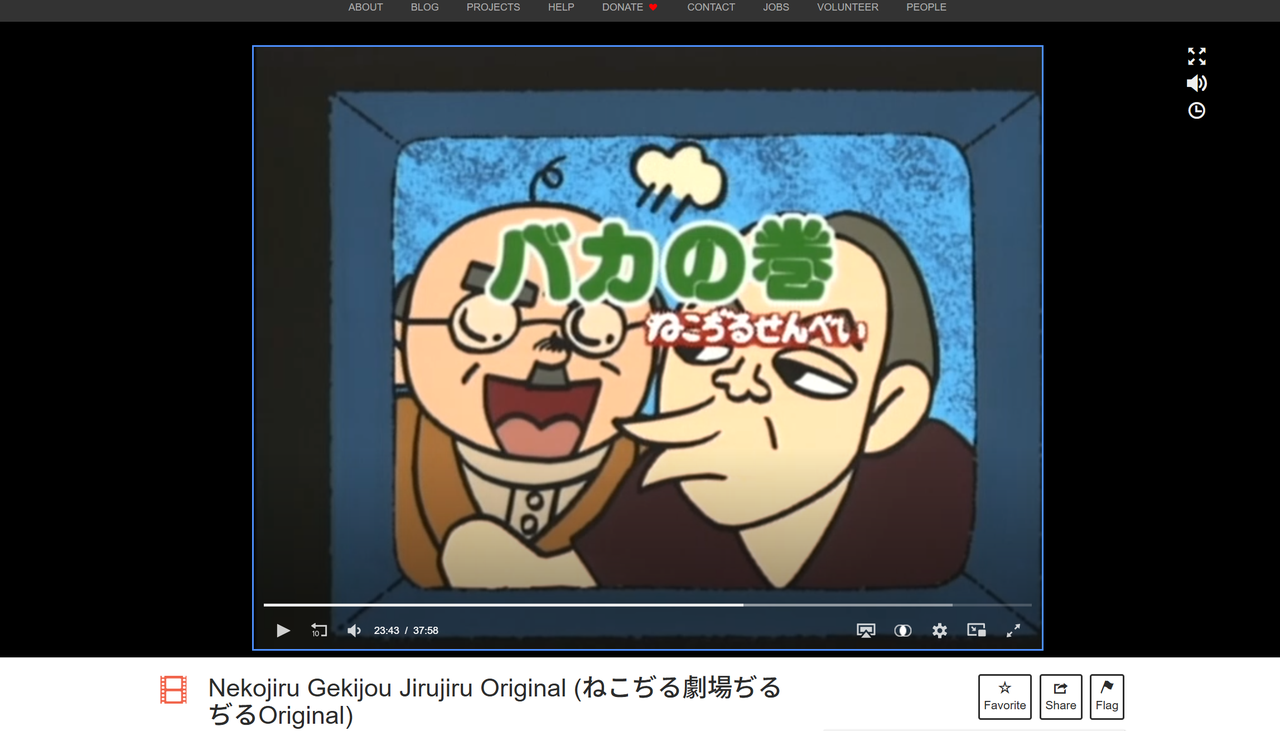 ABOUT BLOG PROJECTS HELP DONATE CONTACT JOBS VOLUNTEER PEOPLE
バカの巻
ねこぢるせんべい
10
23:43 / 37:58
Nekojiru Gekijou Jirujiru Original (ねこぢる劇場ぢる
ぢるOriginal)
Favorite Share Flag